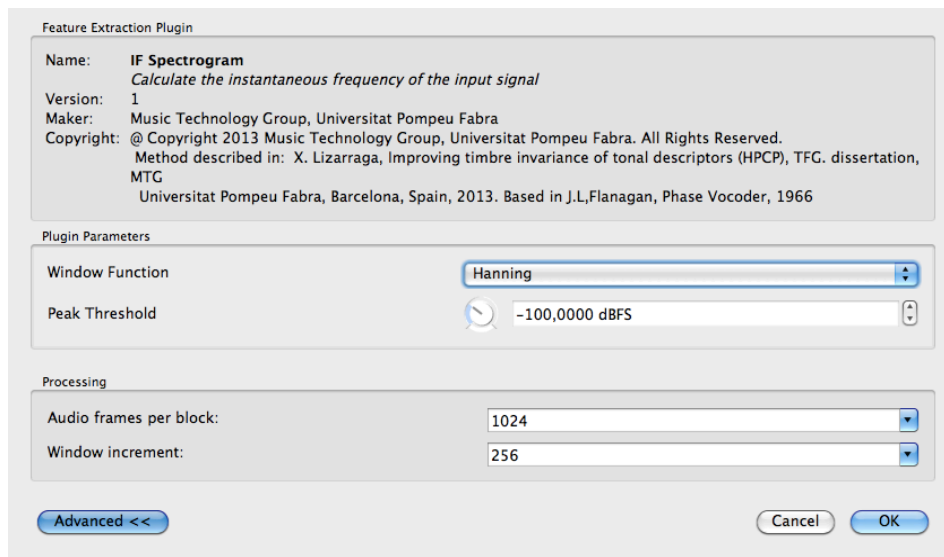 Feature Extraction Plugin
Name: IF Spectrogram
Calculate the instantaneous frequency of the input signal
Version: 1
Maker: Music Technology Group, Universitat Pompeu Fabra
Copyright: @ Copyright 2013 Music Technology Group, Universitat Pompeu Fabra. All Rights Reserved.
Method described in: X. Lizarraga, Improving timbre invariance of tonal descriptors (HPCP), TFG. dissertation,
MTG
Universitat Pompeu Fabra, Barcelona, Spain, 2013. Based in J.L,Flanagan, Phase Vocoder, 1966
Plugin Parameters
Window Function Hanning
Peak Threshold -100,0000 dBFS
Processing
Audio frames per block: 1024
Window increment: 256
Advanced << Cancel OK